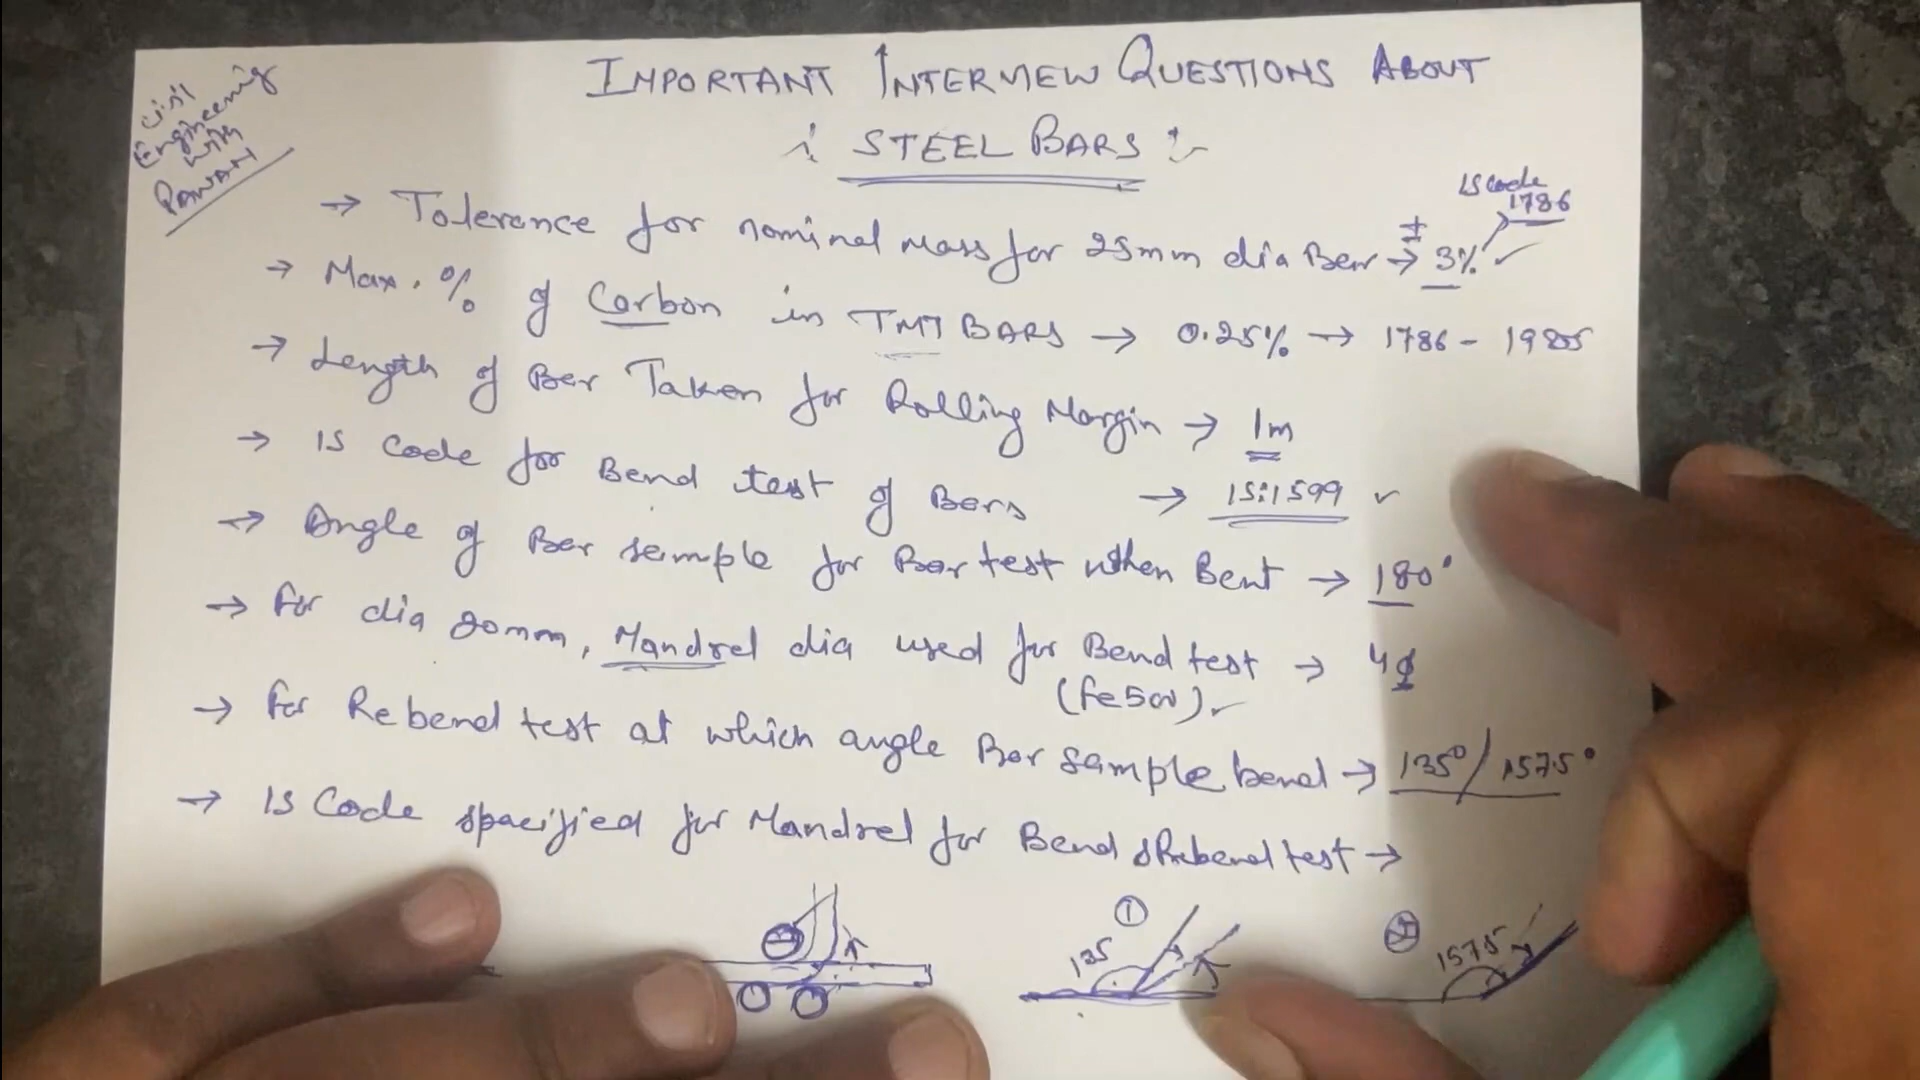 Civil
Engineering
with
PAWAN
IMPORTANT INTERVIEW QUESTIONS ABOUT
: STEEL BARS :-
IS code
1786
→ Tolerance for nominal mass for 25mm dia Bar → ± 3% ✓
→ Max. % of Carbon in TMT BARS → 0.25% → 1786 - 1985
→ Length of Bar Taken for Rolling Margin → 1m
→ IS Code for Bend test of Bars → IS:1599 ✓
→ Angle of Bar sample for Bar test when Bent → 180°
→ for dia 20mm, Mandrel dia used for Bend test → 4φ
(fe500) ✓
→ for Rebend test at which angle Bar sample bend → 135° / 157.5°
→ IS Code specified for Mandrel for Bend & Rebend test →
1
135
157.5